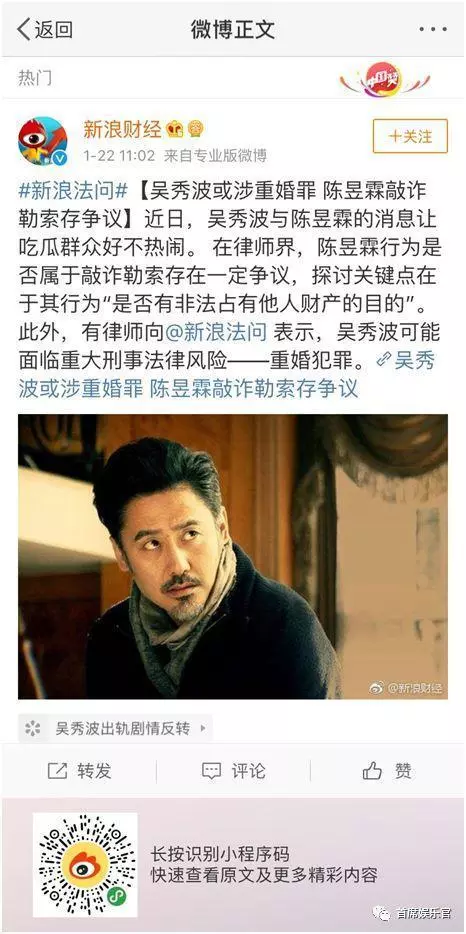 返回
微博正文
热门
中国
新浪财经
＋关注
1-22 11:02 来自专业版微博
#新浪法问#【吴秀波或涉重婚罪 陈昱霖敲诈
勒索存争议】近日，吴秀波与陈昱霖的消息让
吃瓜群众好不热闹。 在律师界，陈昱霖行为是
否属于敲诈勒索存在一定争议，探讨关键点在
于其行为“是否有非法占有他人财产的目的”。
此外，有律师向@新浪法问 表示，吴秀波可能
面临重大刑事法律风险——重婚犯罪。吴秀
波或涉重婚罪 陈昱霖敲诈勒索存争议
@新浪财经
吴秀波出轨剧情反转
转发
评论
赞
长按识别小程序码
快速查看原文及更多精彩内容
首席娱乐官